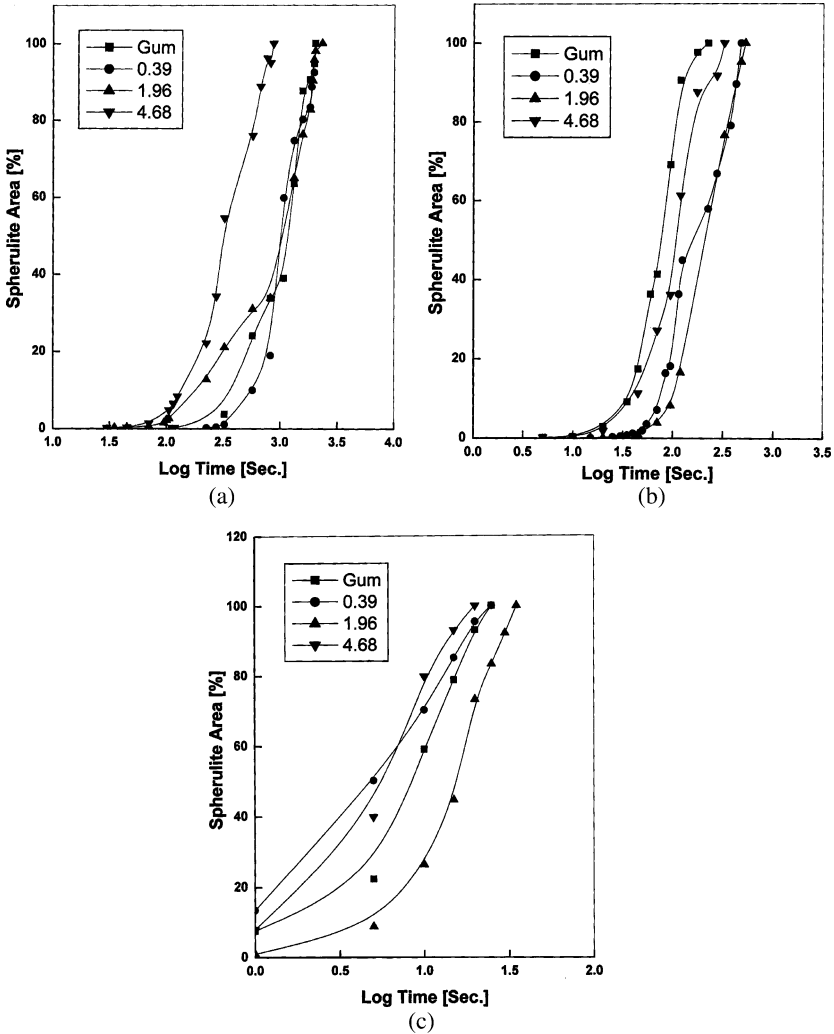 Gum
0.39
1.96
4.68
100
80
60
40
20
0
Spherulite Area [%]
1.0 1.5 2.0 2.5 3.0 3.5 4.0
Log Time [Sec.]
(a)
Gum
0.39
1.96
4.68
100
80
60
40
20
0
Spherulite Area [%]
0.0 0.5 1.0 1.5 2.0 2.5 3.0 3.5
Log Time [Sec.]
(b)
Gum
0.39
1.96
4.68
120
100
80
60
40
20
0
Spherulite Area [%]
0.0 0.5 1.0 1.5 2.0
Log Time [Sec.]
(c)